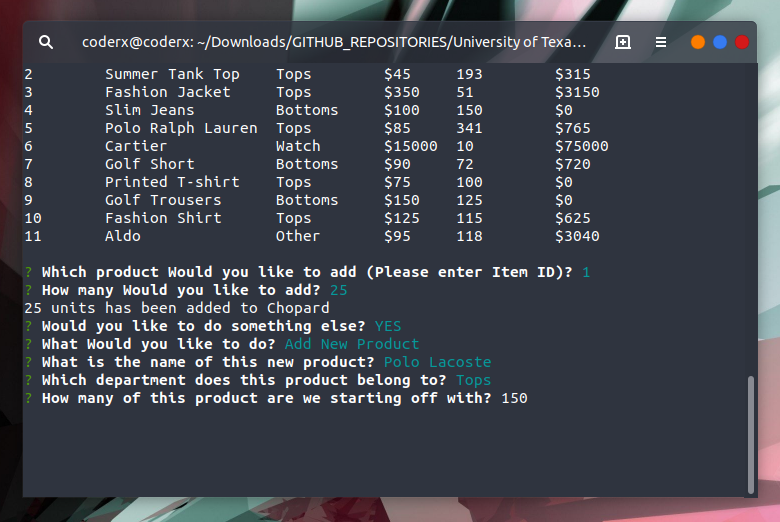 coderx@coderx: ~/Downloads/GITHUB_REPOSITORIES/University of Texa...
2 Summer Tank Top Tops $45 193 $315
3 Fashion Jacket Tops $350 51 $3150
4 Slim Jeans Bottoms $100 150 $0
5 Polo Ralph Lauren Tops $85 341 $765
6 Cartier Watch $15000 10 $75000
7 Golf Short Bottoms $90 72 $720
8 Printed T-shirt Tops $75 100 $0
9 Golf Trousers Bottoms $150 125 $0
10 Fashion Shirt Tops $125 115 $625
11 Aldo Other $95 118 $3040
? Which product Would you like to add (Please enter Item ID)? 1
? How many Would you like to add? 25
25 units has been added to Chopard
? Would you like to do something else? YES
? What Would you like to do? Add New Product
? What is the name of this new product? Polo Lacoste
? Which department does this product belong to? Tops
? How many of this product are we starting off with? 150